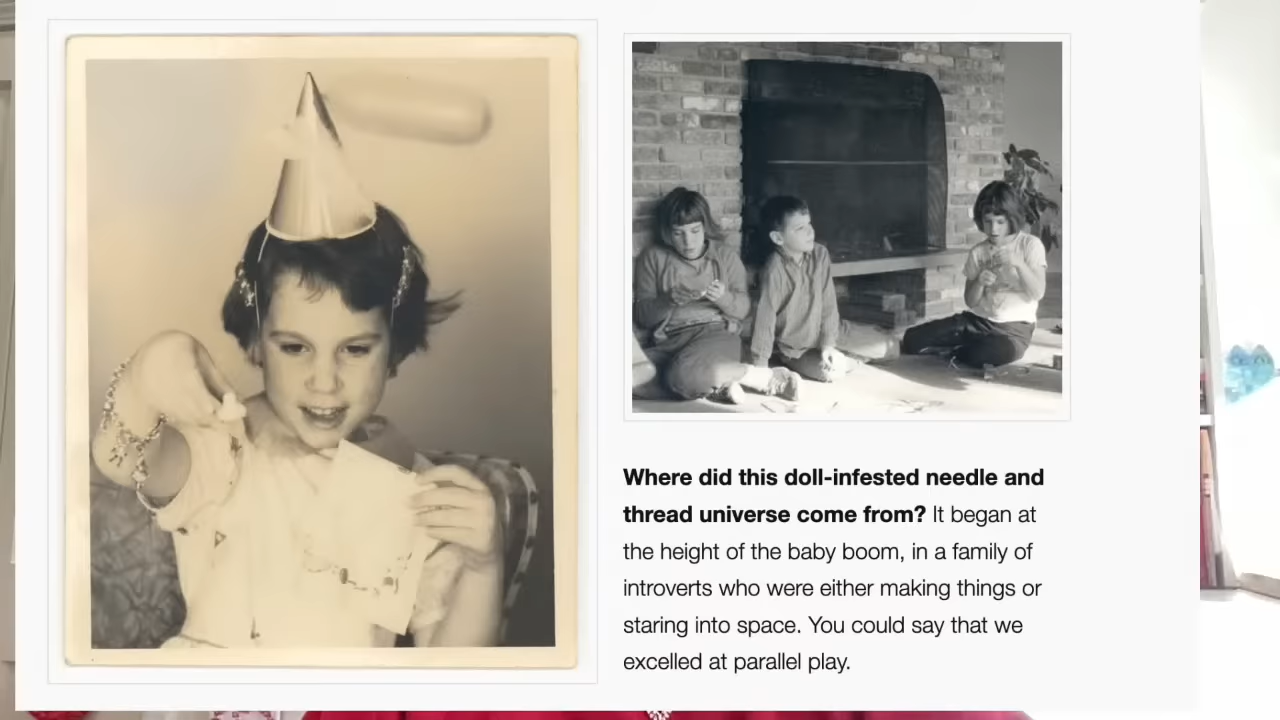 Where did this doll-infested needle and
thread universe come from? It began at
the height of the baby boom, in a family of
introverts who were either making things or
staring into space. You could say that we
excelled at parallel play.